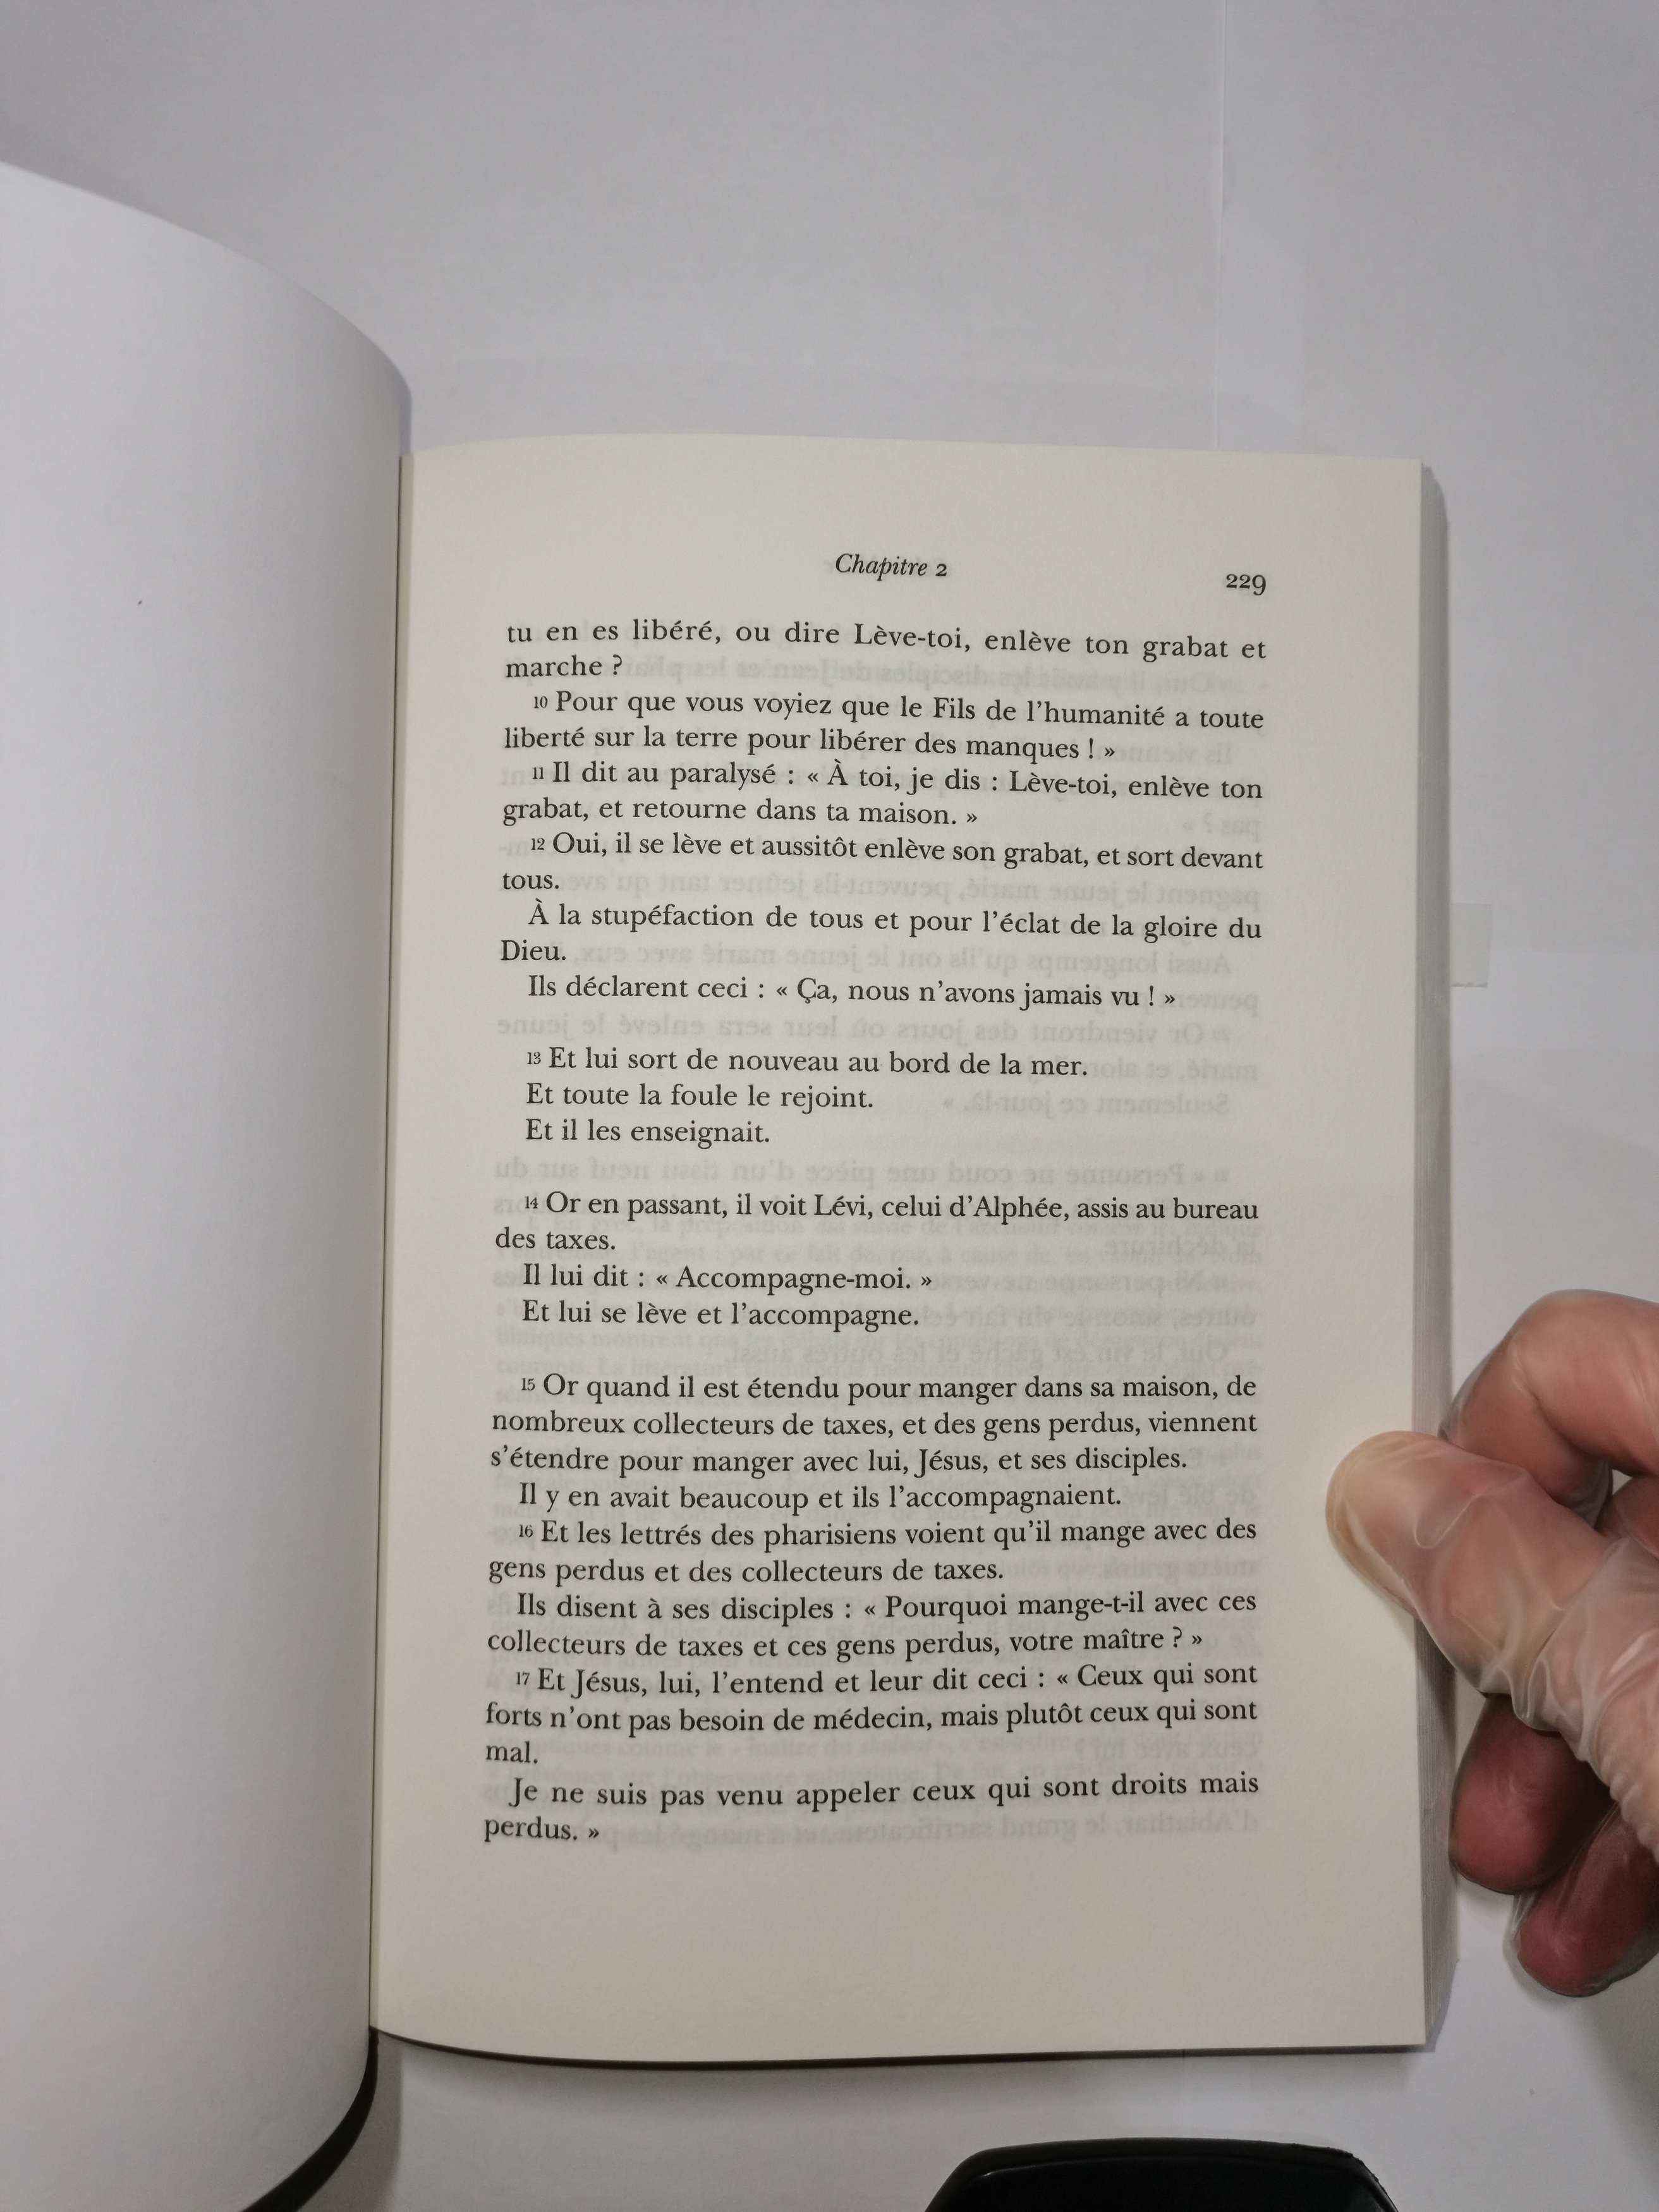 Chapitre 2
229
tu en es libéré, ou dire Lève-toi, enlève ton grabat et
marche ?
10 Pour que vous voyiez que le Fils de l'humanité a toute
liberté sur la terre pour libérer des manques ! »
11 Il dit au paralysé : « À toi, je dis : Lève-toi, enlève ton
grabat, et retourne dans ta maison. »
12 Oui, il se lève et aussitôt enlève son grabat, et sort devant
tous.
À la stupéfaction de tous et pour l'éclat de la gloire du
Dieu.
Ils déclarent ceci : « Ça, nous n'avons jamais vu ! »
13 Et lui sort de nouveau au bord de la mer.
Et toute la foule le rejoint.
Et il les enseignait.
14 Or en passant, il voit Lévi, celui d'Alphée, assis au bureau
des taxes.
Il lui dit : « Accompagne-moi. »
Et lui se lève et l'accompagne.
15 Or quand il est étendu pour manger dans sa maison, de
nombreux collecteurs de taxes, et des gens perdus, viennent
s'étendre pour manger avec lui, Jésus, et ses disciples.
Il y en avait beaucoup et ils l'accompagnaient.
16 Et les lettrés des pharisiens voient qu'il mange avec des
gens perdus et des collecteurs de taxes.
Ils disent à ses disciples : « Pourquoi mange-t-il avec ces
collecteurs de taxes et ces gens perdus, votre maître ? »
17 Et Jésus, lui, l'entend et leur dit ceci : « Ceux qui sont
forts n'ont pas besoin de médecin, mais plutôt ceux qui sont
mal.
Je ne suis pas venu appeler ceux qui sont droits mais
perdus. »